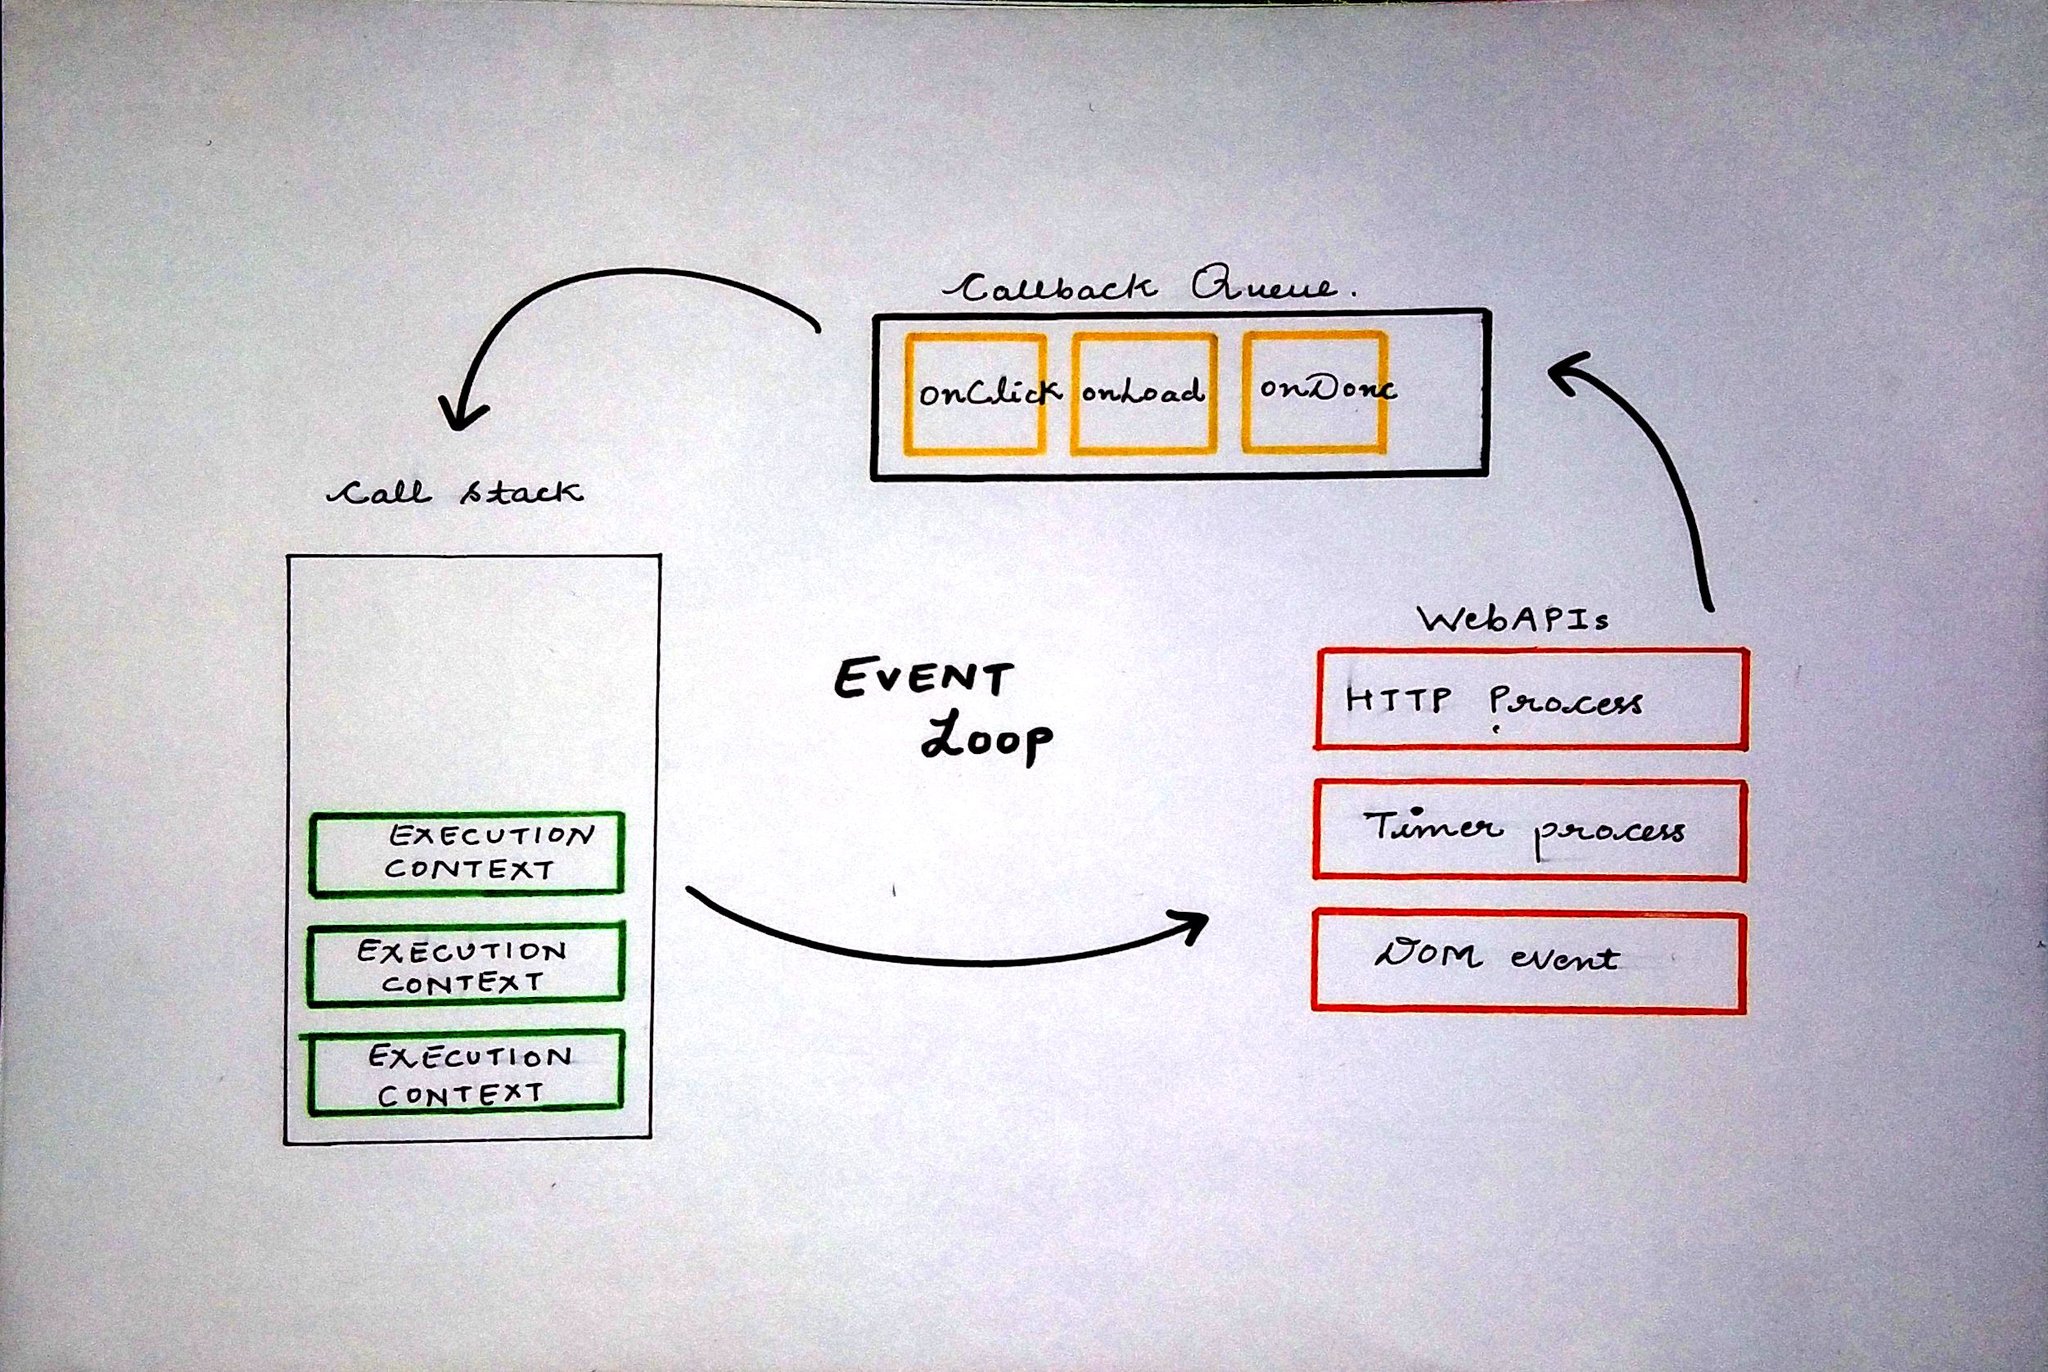 Callback Queue.
onClick onLoad onDone
Call stack
WebAPIs
HTTP Process
EVENT
LOOP
Timer process
EXECUTION
CONTEXT
DOM event
EXECUTION
CONTEXT
EXECUTION
CONTEXT